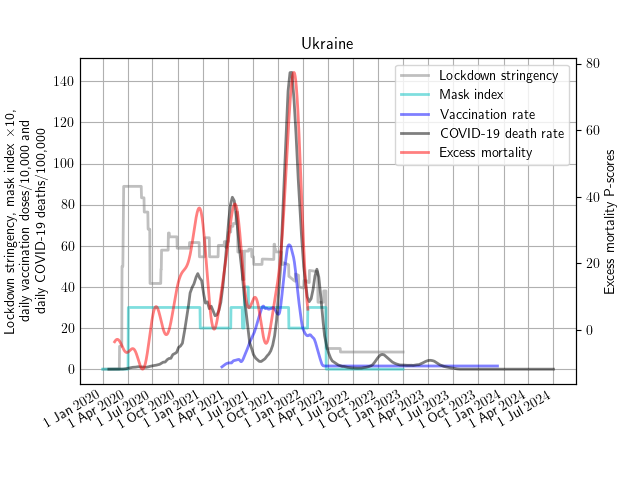 Ukraine
Lockdown stringency, mask index ×10,
daily vaccination doses/10,000 and
daily COVID-19 deaths/100,000
140
120
100
80
60
40
20
0
Lockdown stringency
Mask index
Vaccination rate
COVID-19 death rate
Excess mortality
80
60
40
20
0
Excess mortality P-scores
1 Jan 2020
1 Apr 2020
1 Jul 2020
1 Oct 2020
1 Jan 2021
1 Apr 2021
1 Jul 2021
1 Oct 2021
1 Jan 2022
1 Apr 2022
1 Jul 2022
1 Oct 2022
1 Jan 2023
1 Apr 2023
1 Jul 2023
1 Oct 2023
1 Jan 2024
1 Apr 2024
1 Jul 2024